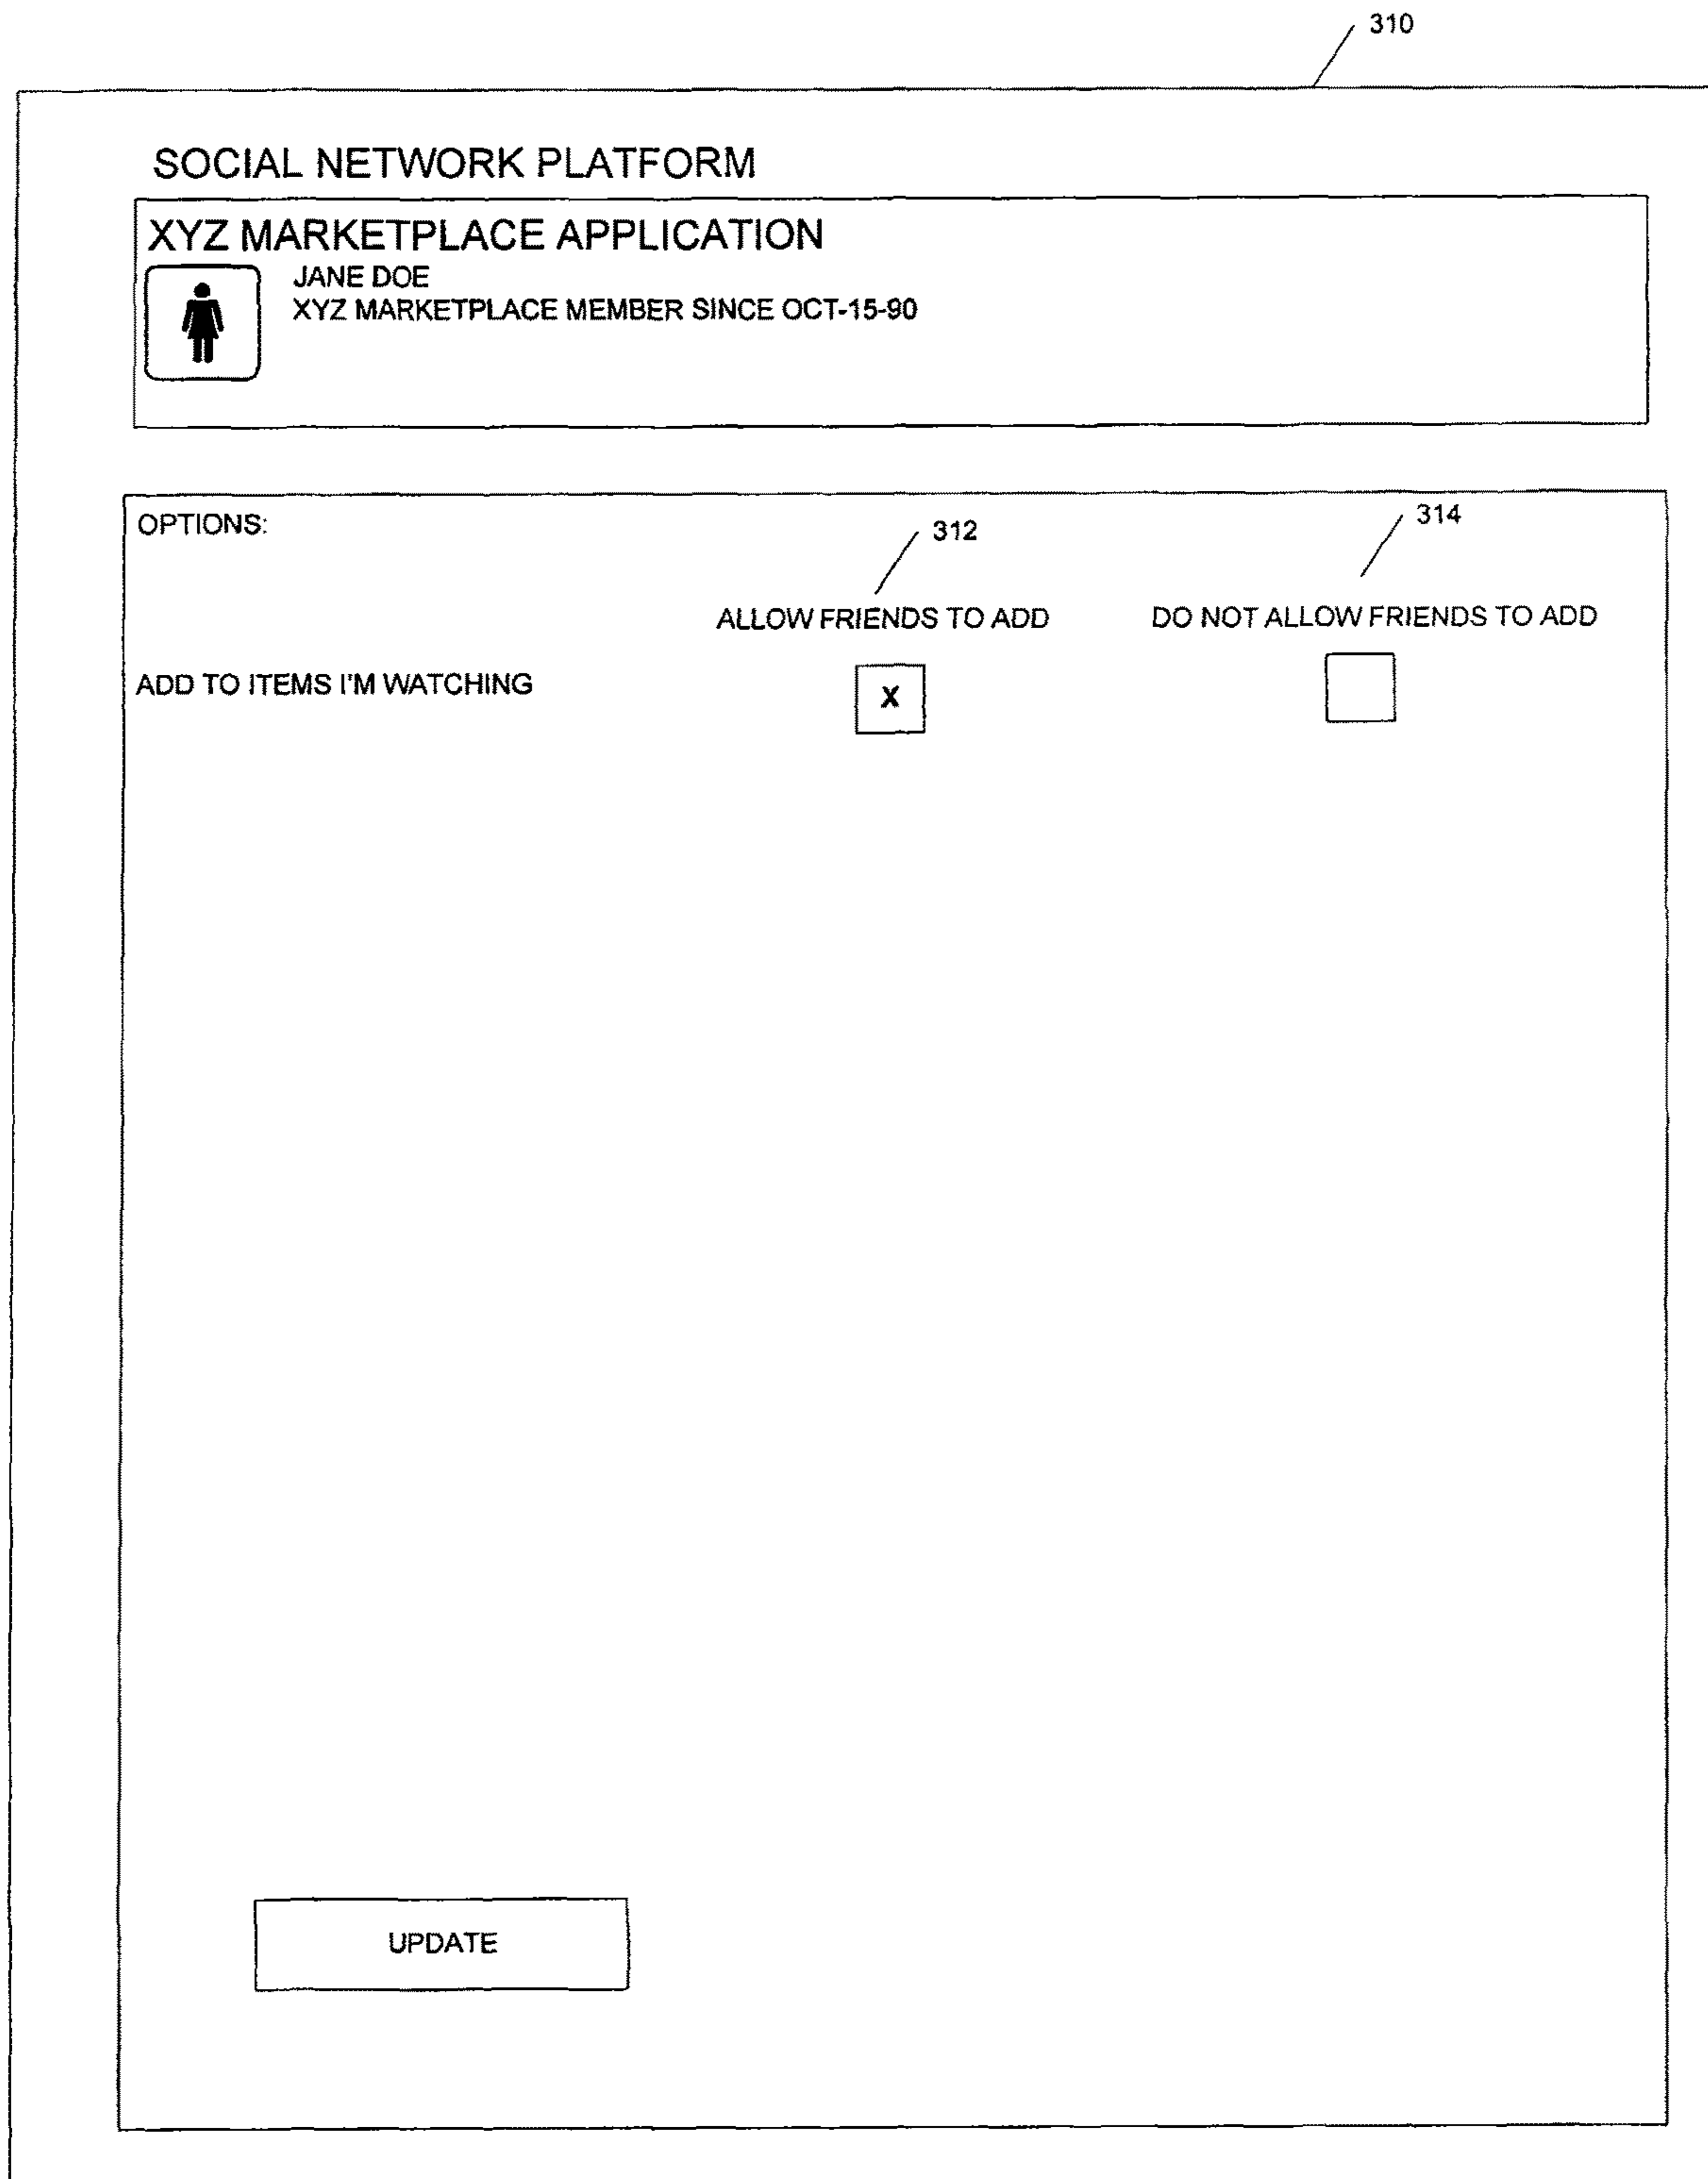 310
SOCIAL NETWORK PLATFORM
XYZ MARKETPLACE APPLICATION
JANE DOE
XYZ MARKETPLACE MEMBER SINCE OCT-15-90
OPTIONS:
312
314
ALLOW FRIENDS TO ADD
DO NOT ALLOW FRIENDS TO ADD
ADD TO ITEMS I'M WATCHING
X
UPDATE